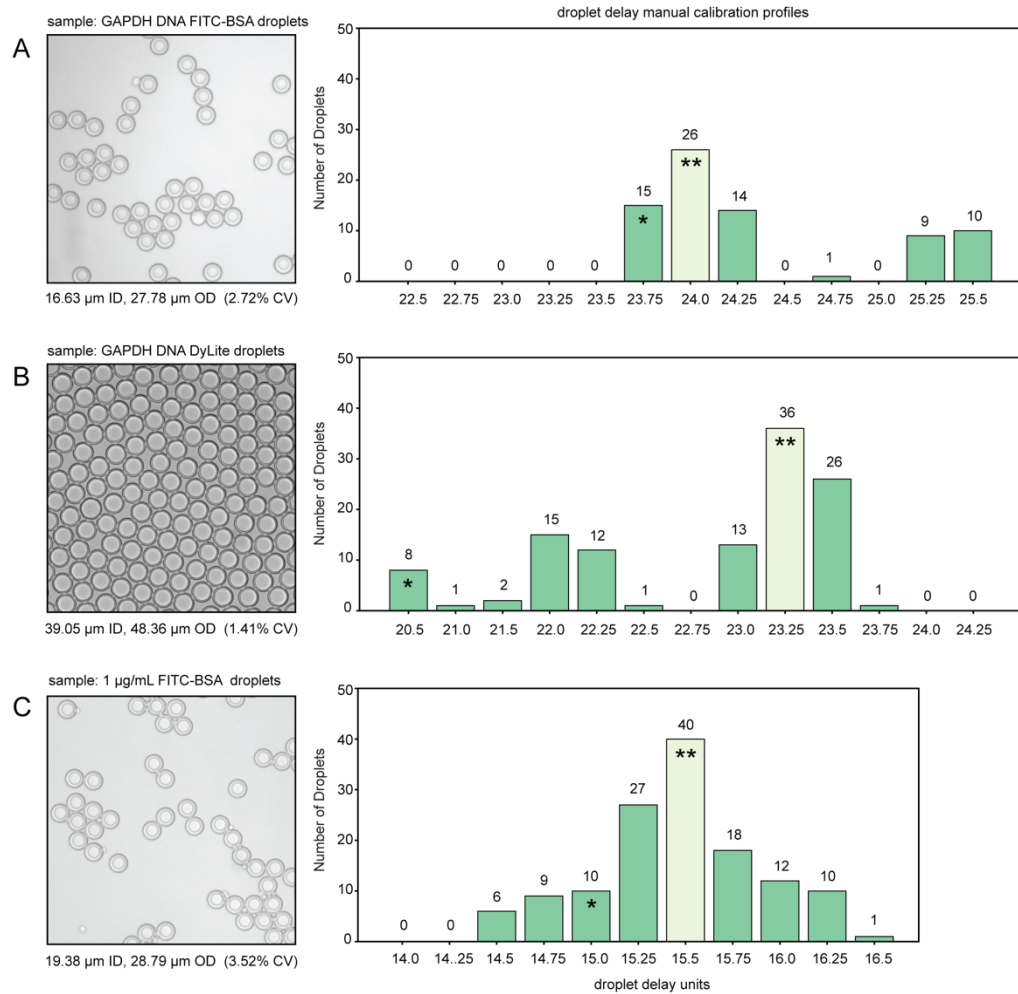 sample: GAPDH DNA FITC-BSA droplets
droplet delay manual calibration profiles
A
16.63 µm ID, 27.78 µm OD (2.72% CV)
Number of Droplets
50
40
30
20
10
0
0 0 0 0 0 15 26 14 0 1 0 9 10
* **
22.5 22.75 23.0 23.25 23.5 23.75 24.0 24.25 24.5 24.75 25.0 25.25 25.5
sample: GAPDH DNA DyLite droplets
B
39.05 µm ID, 48.36 µm OD (1.41% CV)
Number of Droplets
50
40
30
20
10
0
8 1 2 15 12 1 0 13 36 26 1 0 0
* **
20.5 21.0 21.5 22.0 22.25 22.5 22.75 23.0 23.25 23.5 23.75 24.0 24.25
sample: 1 µg/mL FITC-BSA droplets
C
19.38 µm ID, 28.79 µm OD (3.52% CV)
Number of Droplets
50
40
30
20
10
0
0 0 6 9 10 27 40 18 12 10 1
* **
14.0 14..25 14.5 14.75 15.0 15.25 15.5 15.75 16.0 16.25 16.5
droplet delay units